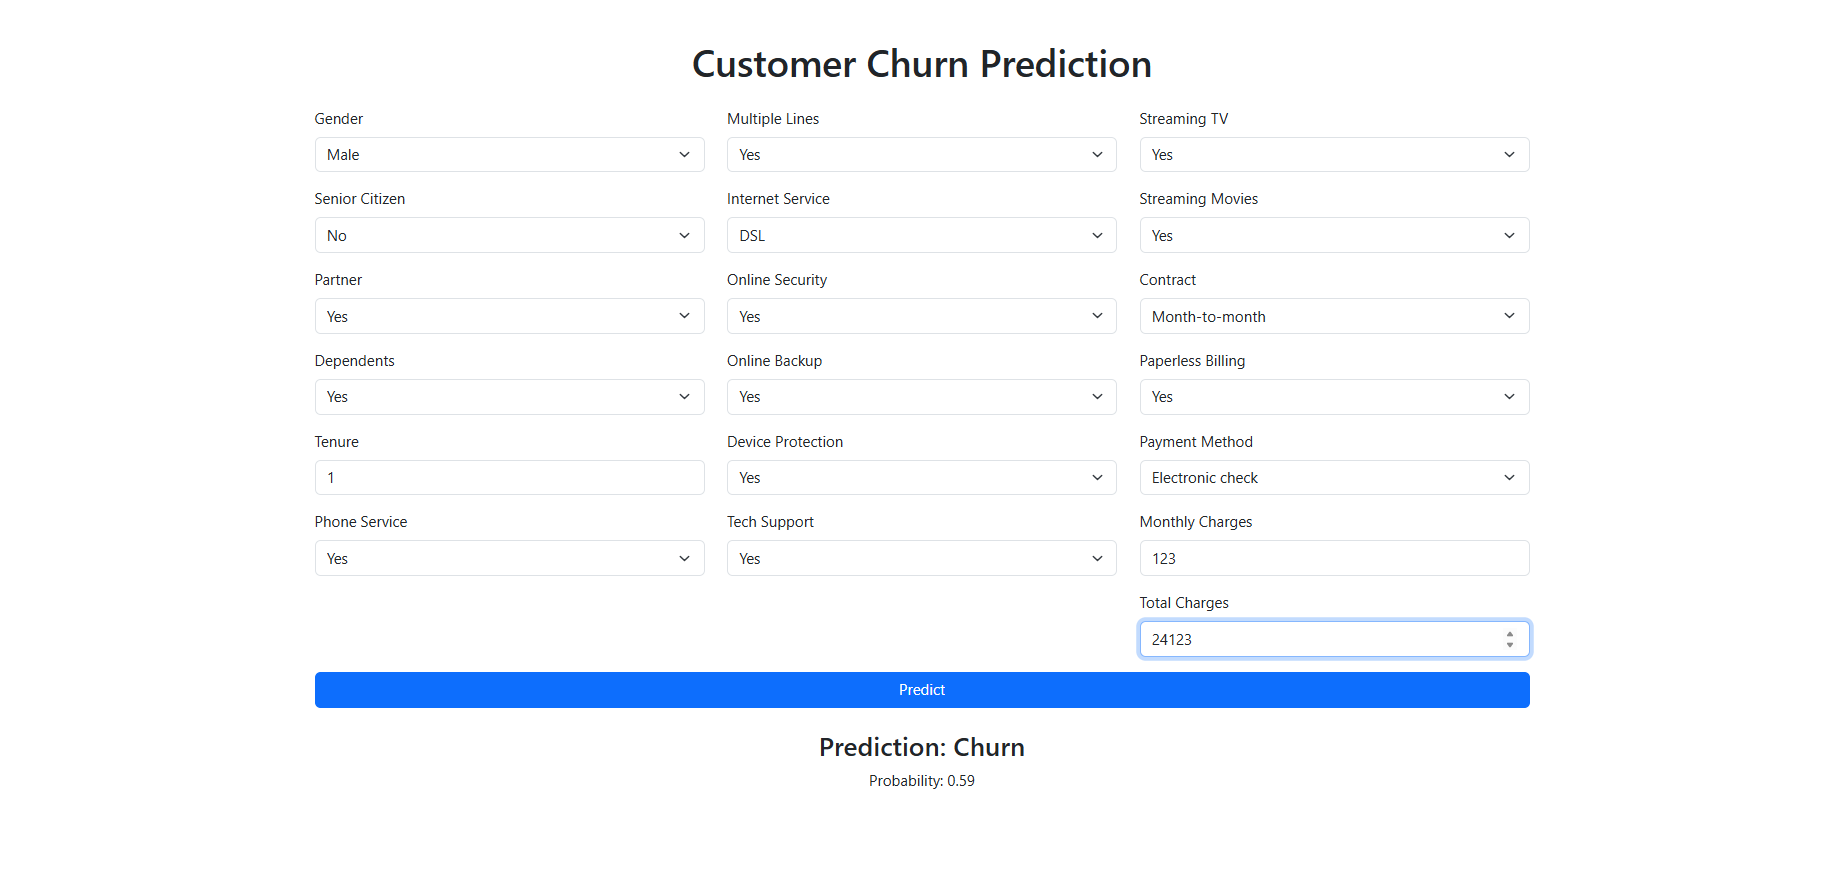 Customer Churn Prediction
Gender
Male
Senior Citizen
No
Partner
Yes
Dependents
Yes
Tenure
1
Phone Service
Yes
Multiple Lines
Yes
Internet Service
DSL
Online Security
Yes
Online Backup
Yes
Device Protection
Yes
Tech Support
Yes
Streaming TV
Yes
Streaming Movies
Yes
Contract
Month-to-month
Paperless Billing
Yes
Payment Method
Electronic check
Monthly Charges
123
Total Charges
24123
Predict
Prediction: Churn
Probability: 0.59